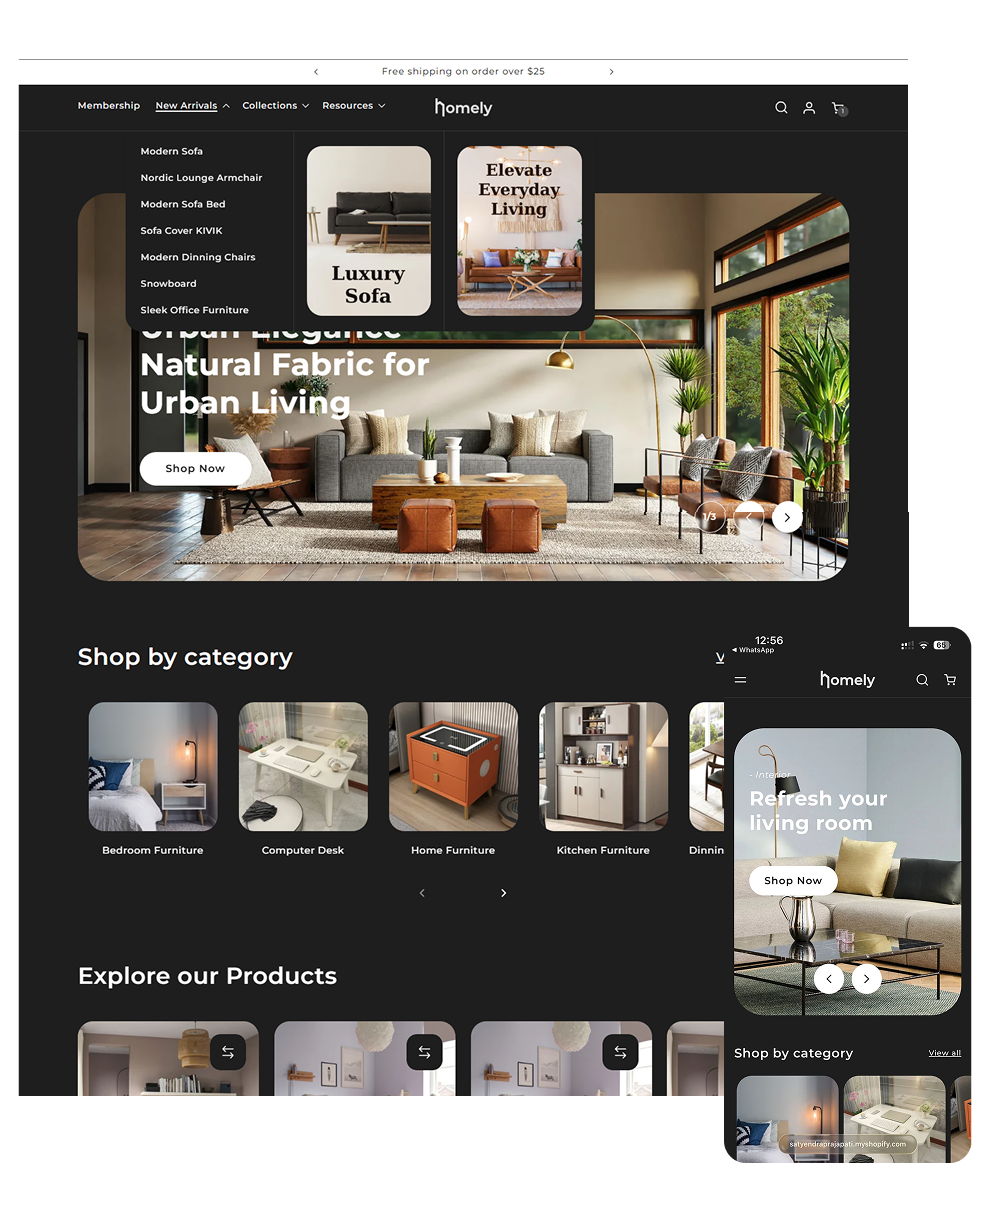 Free shipping on order over $25
Membership New Arrivals Collections Resources homely 1
Modern Sofa
Nordic Lounge Armchair
Modern Sofa Bed
Sofa Cover KIVIK
Modern Dinning Chairs
Snowboard
Sleek Office Furniture
Luxury
Sofa
Elevate
Everyday
Living
Urban Elegance
Natural Fabric for
Urban Living
Shop Now
1/3
Shop by category
Bedroom Furniture
Computer Desk
Home Furniture
Kitchen Furniture
Dinnin
Explore our Products
12:56
WhatsApp
68
homely
- Interior
Refresh your
living room
Shop Now
Shop by category View all
satyendraprajapati.myshopify.com